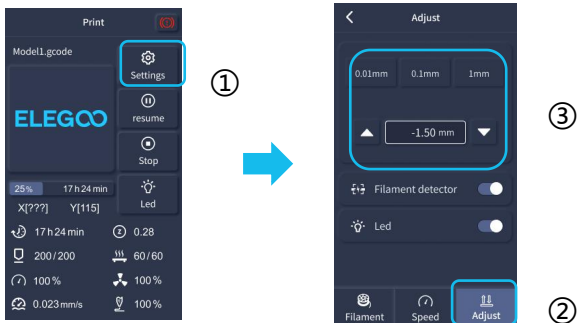 Print
Model1.gcode
Settings
ELEGOO
resume
Stop
25% 17 h 24 min
Led
X[???] Y[115]
17 h 24 min 0.28
200/200 60/60
100% 100%
0.023 mm/s 100%
①
Adjust
0.01mm 0.1mm 1mm
-1.50 mm
③
Filament detector
Led
Filament Speed Adjust
②